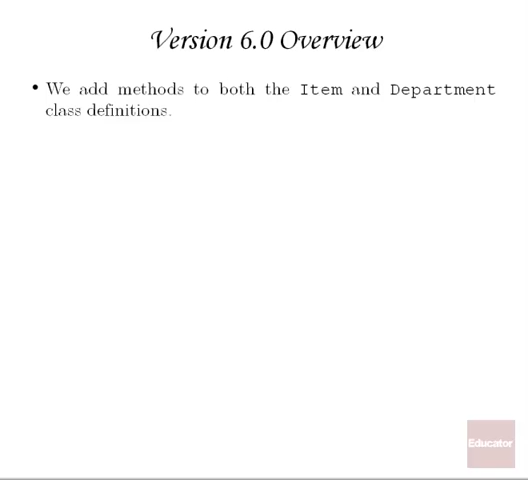 Version 6.0 Overview
• We add methods to both the Item and Department
class definitions.
Educator